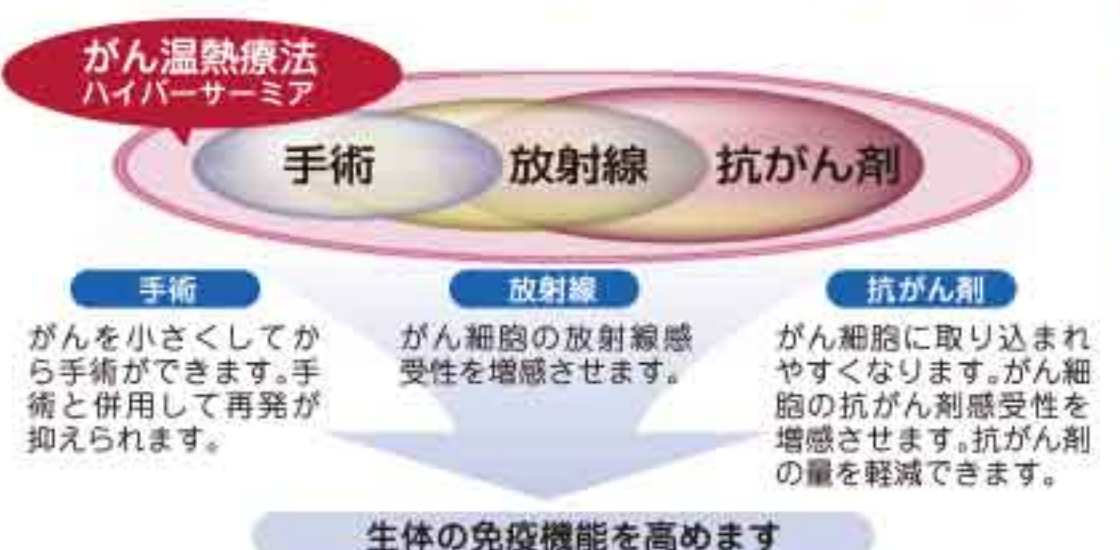 がん温熱療法
ハイパーサーミア
手術
放射線
抗がん剤
手術
がんを小さくしてか
ら手術ができます。手
術と併用して再発が
抑えられます。
放射線
がん細胞の放射線感
受性を増感させます。
抗がん剤
がん細胞に取り込まれ
やすくなります。がん細
胞の抗がん剤感受性を
増感させます。抗がん剤
の量を軽減できます。
生体の免疫機能を高めます